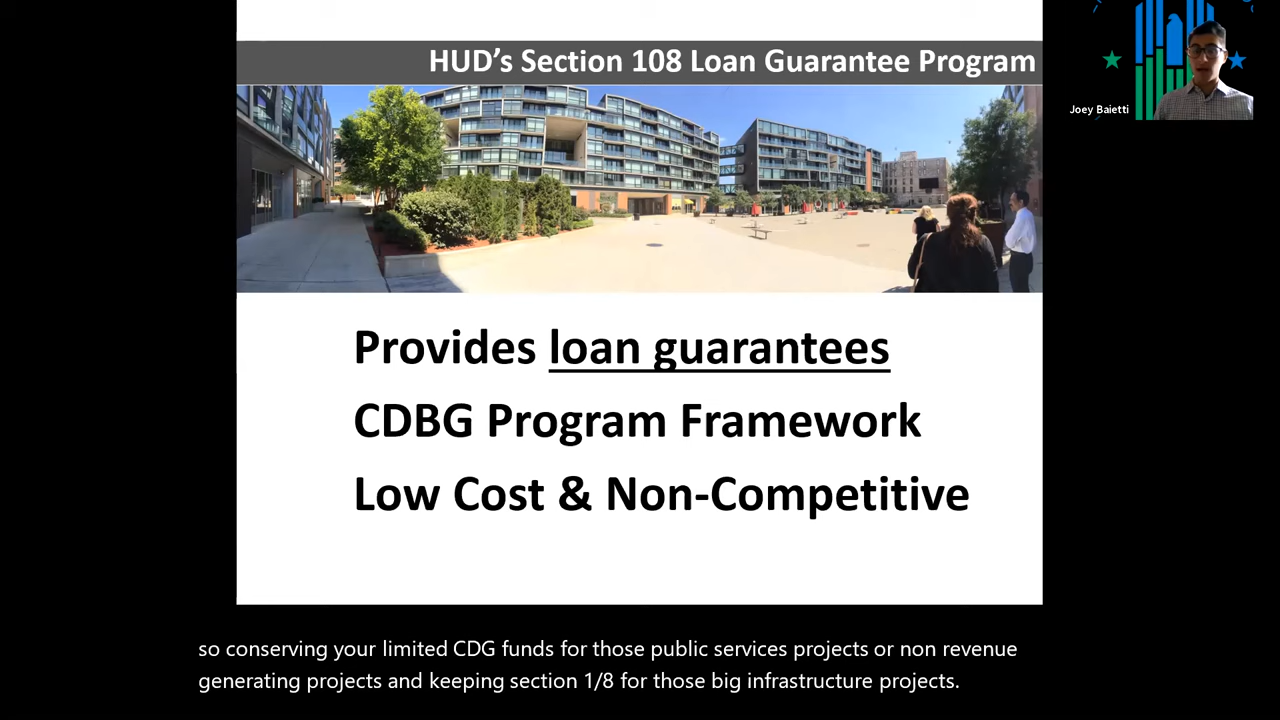 HUD’s Section 108 Loan Guarantee Program
Joey Baietti
Provides loan guarantees
CDBG Program Framework
Low Cost & Non-Competitive
so conserving your limited CDG funds for those public services projects or non revenue
generating projects and keeping section 1/8 for those big infrastructure projects.